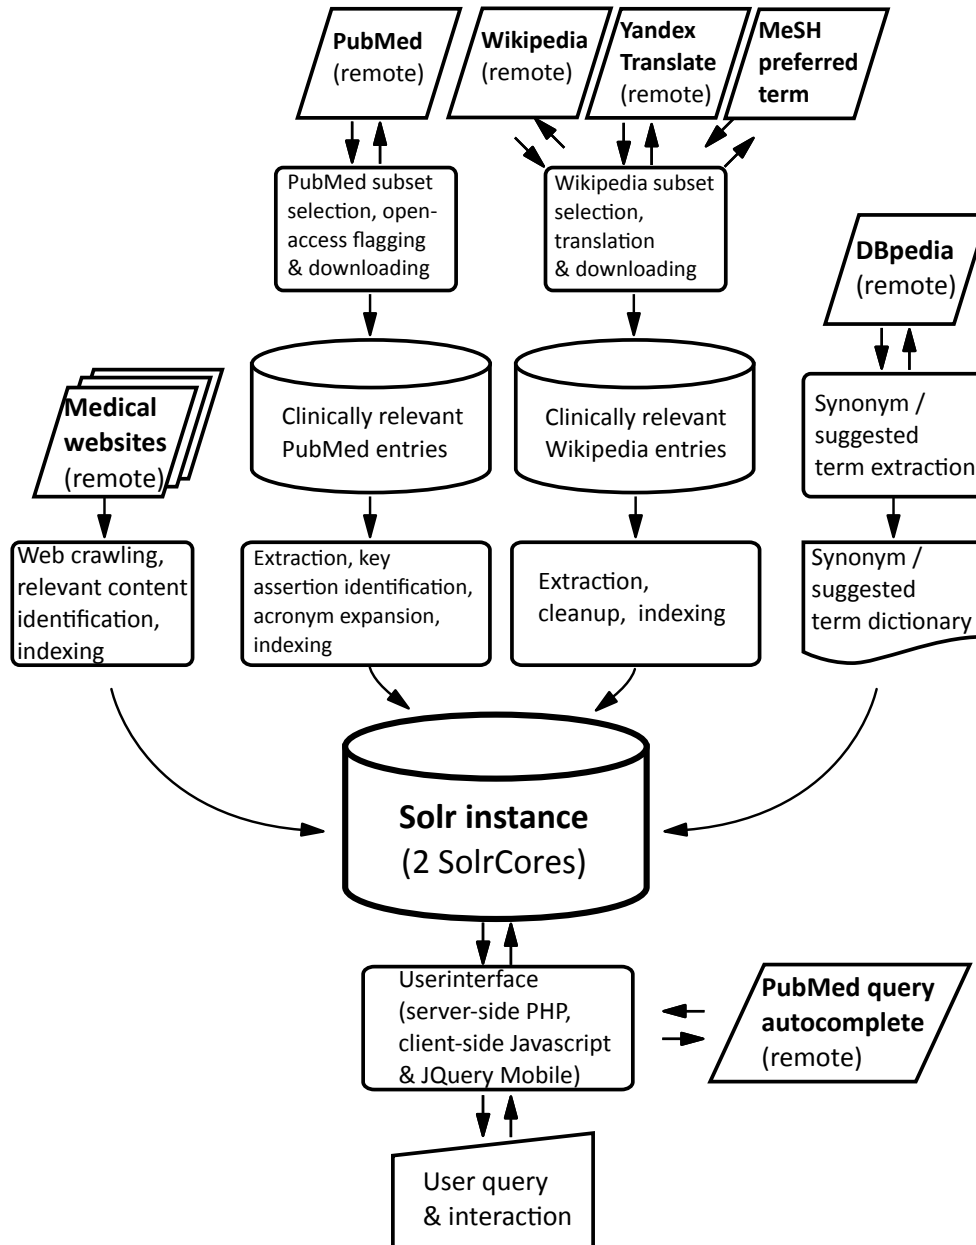 PubMed
(remote)
Wikipedia
(remote)
Yandex
Translate
(remote)
MeSH
preferred
term
PubMed subset
selection, open-
access flagging
& downloading
Wikipedia subset
selection,
translation
& downloading
DBpedia
(remote)
Medical
websites
(remote)
Clinically relevant
PubMed entries
Clinically relevant
Wikipedia entries
Synonym /
suggested
term extraction
Web crawling,
relevant content
identification,
indexing
Extraction, key
assertion identification,
acronym expansion,
indexing
Extraction,
cleanup, indexing
Synonym /
suggested
term dictionary
Solr instance
(2 SolrCores)
Userinterface
(server-side PHP,
client-side Javascript
& JQuery Mobile)
PubMed query
autocomplete
(remote)
User query
& interaction